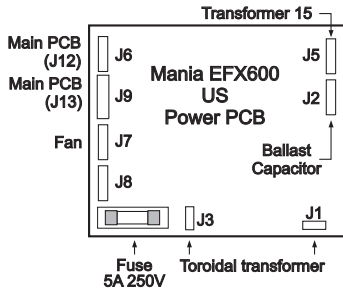 Transformer 15
Main PCB
(J12)
J6
Mania EFX600
US
Power PCB
J5
Main PCB
(J13)
J9
J2
Fan
J7
Ballast
Capacitor
J8
J3
J1
Fuse
5A 250V
Toroidal transformer